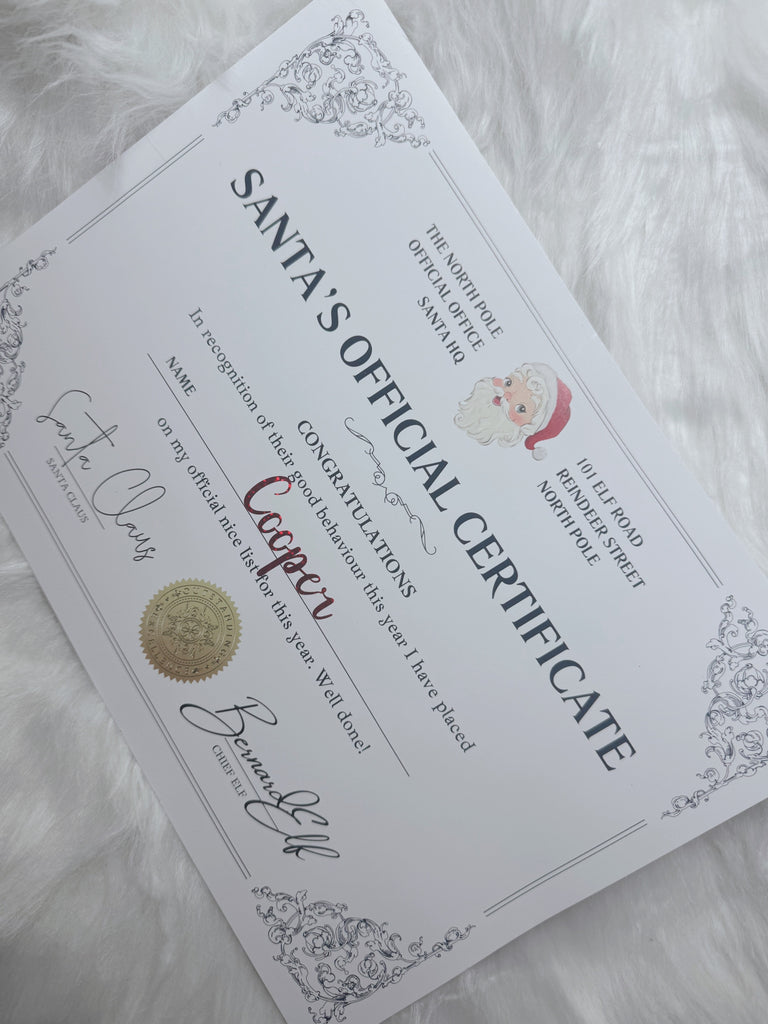 THE NORTH POLE
OFFICIAL OFFICE
SANTA HQ
101 ELF ROAD
REINDEER STREET
NORTH POLE
SANTA'S OFFICIAL CERTIFICATE
CONGRATULATIONS
In recognition of their good behaviour this year I have placed
NAME Cooper
on my official nice list for this year. Well done!
Santa Claus
SANTA CLAUS
OUTSTANDING
EXCELLENCE
Bernard Elf
CHIEF ELF